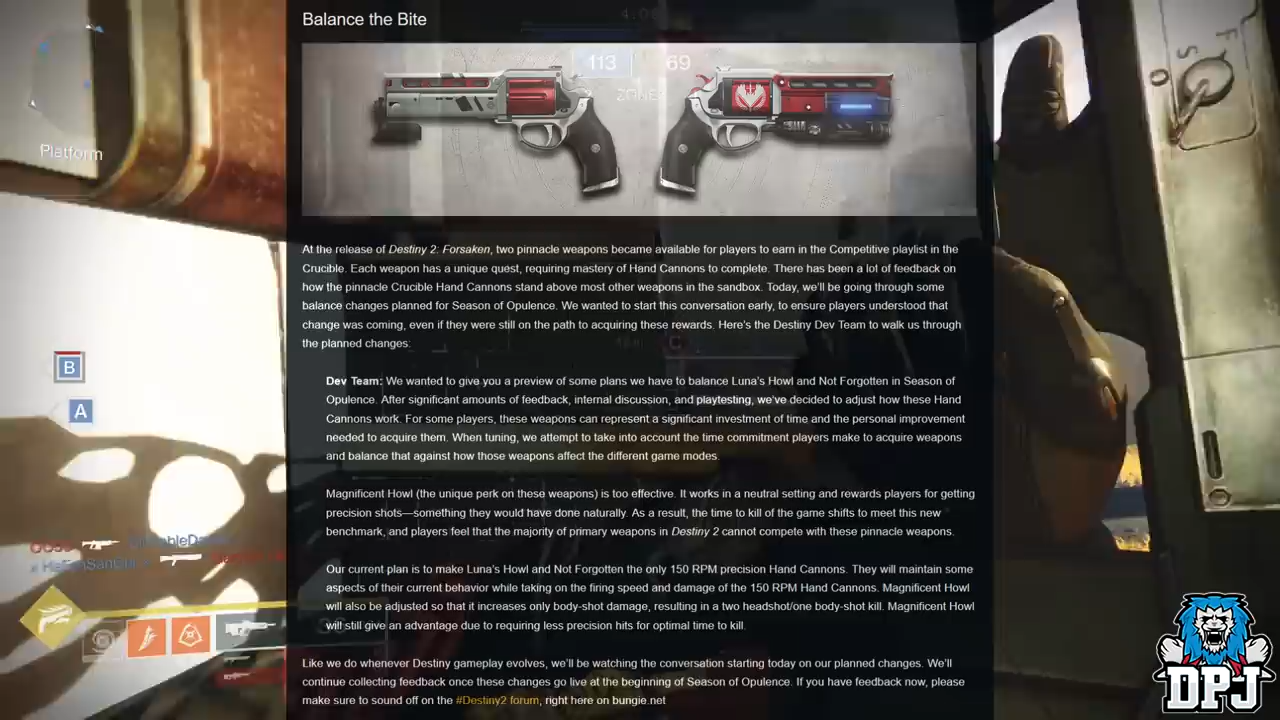 Balance the Bite
113
69
Platform
At the release of Destiny 2: Forsaken, two pinnacle weapons became available for players to earn in the Competitive playlist in the
Crucible. Each weapon has a unique quest, requiring mastery of Hand Cannons to complete. There has been a lot of feedback on
how the pinnacle Crucible Hand Cannons stand above most other weapons in the sandbox. Today, we'll be going through some
balance changes planned for Season of Opulence. We wanted to start this conversation early, to ensure players understood that
change was coming, even if they were still on the path to acquiring these rewards. Here's the Destiny Dev Team to walk us through
the planned changes:
B
A
Dev Team: We wanted to give you a preview of some plans we have to balance Luna's Howl and Not Forgotten in Season of
Opulence. After significant amounts of feedback, internal discussion, and playtesting, we've decided to adjust how these Hand
Cannons work. For some players, these weapons can represent a significant investment of time and the personal improvement
needed to acquire them. When tuning, we attempt to take into account the time commitment players make to acquire weapons
and balance that against how those weapons affect the different game modes.
Magnificent Howl (the unique perk on these weapons) is too effective. It works in a neutral setting and rewards players for getting
precision shots—something they would have done naturally. As a result, the time to kill of the game shifts to meet this new
benchmark, and players feel that the majority of primary weapons in Destiny 2 cannot compete with these pinnacle weapons.
Our current plan is to make Luna's Howl and Not Forgotten the only 150 RPM precision Hand Cannons. They will maintain some
aspects of their current behavior while taking on the firing speed and damage of the 150 RPM Hand Cannons. Magnificent Howl
will also be adjusted so that it increases only body-shot damage, resulting in a two headshot/one body-shot kill. Magnificent Howl
will still give an advantage due to requiring less precision hits for optimal time to kill.
Like we do whenever Destiny gameplay evolves, we'll be watching the conversation starting today on our planned changes. We'll
continue collecting feedback once these changes go live at the beginning of Season of Opulence. If you have feedback now, please
make sure to sound off on the #Destiny2 forum, right here on bungie.net
DPJ